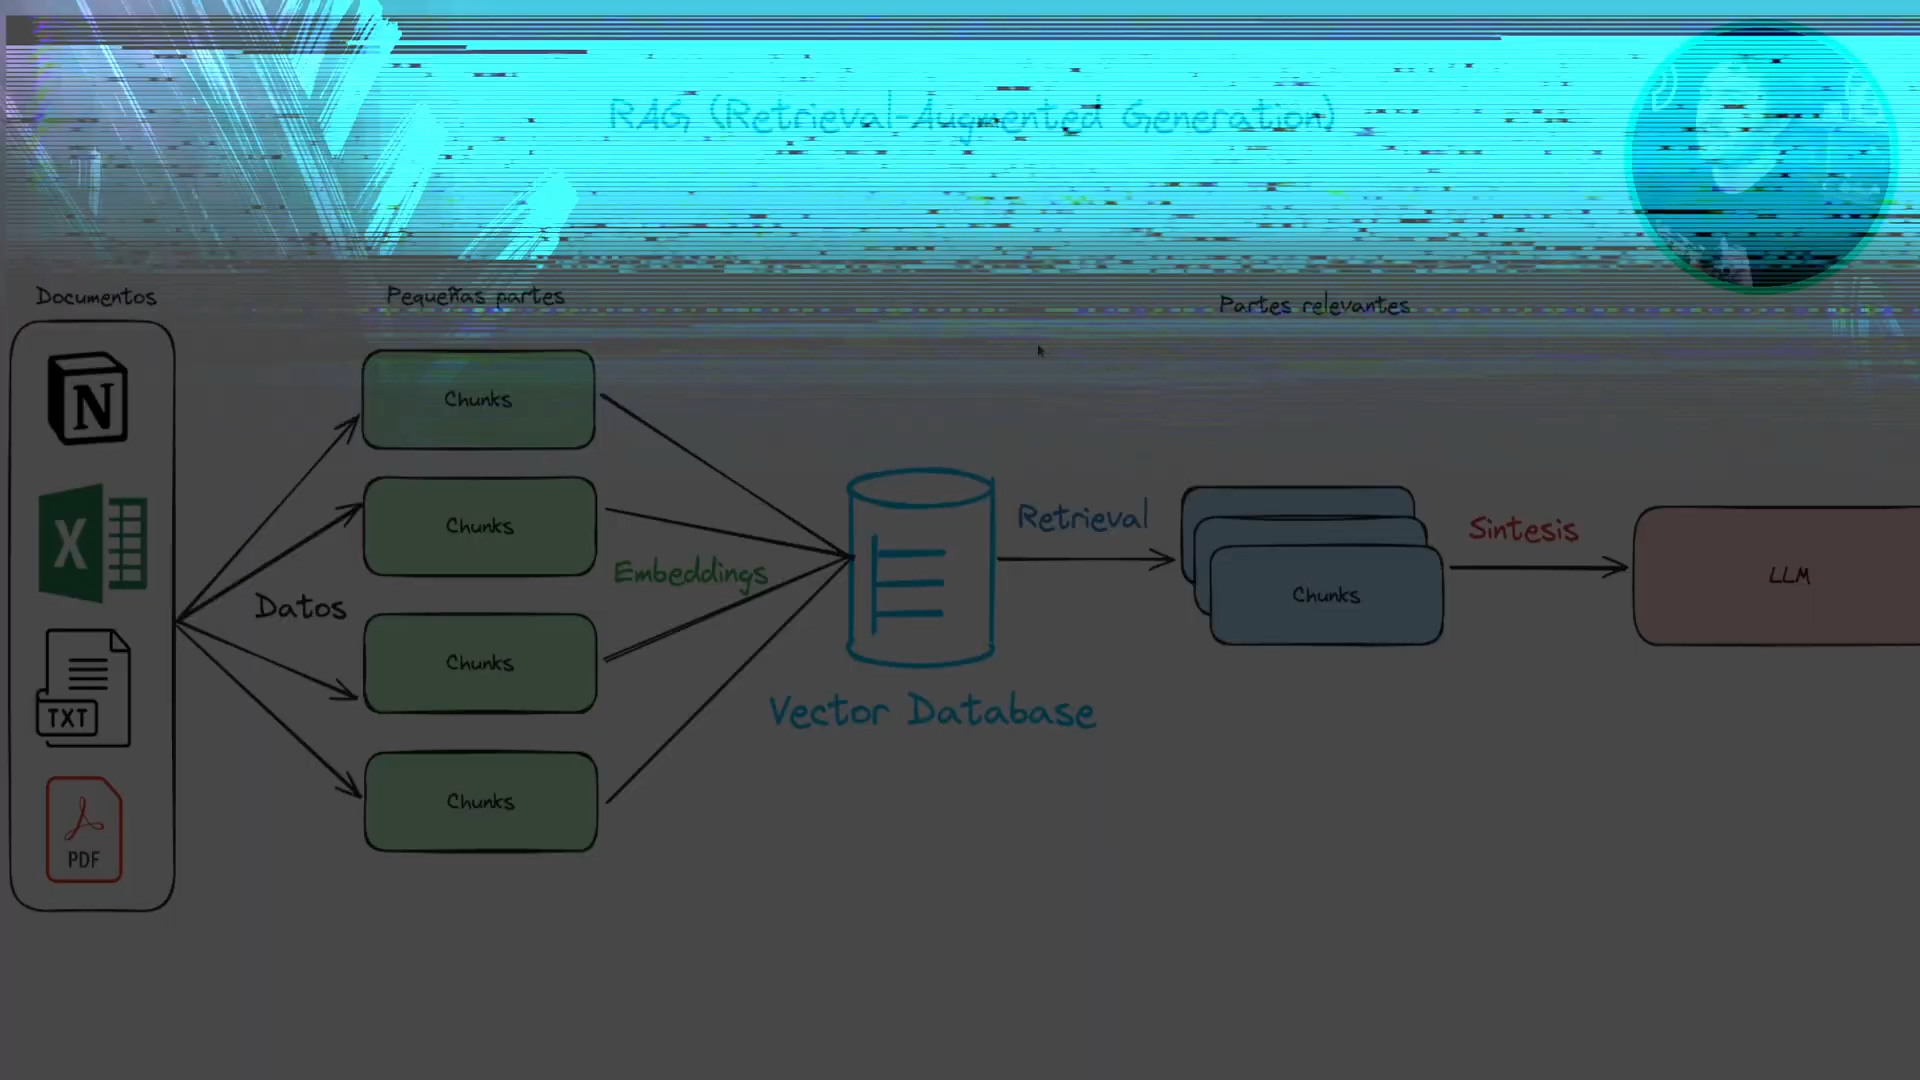 RAG (Retrieval-Augmented Generation)
Documentos
Pequeñas partes
Partes relevantes
N
X
TXT
PDF
Datos
Chunks
Chunks
Chunks
Chunks
Embeddings
Vector Database
Retrieval
Chunks
Sintesis
LLM